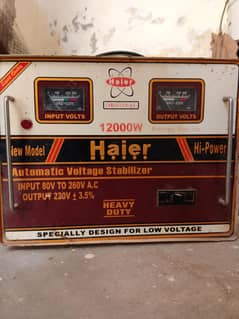 Haier
INPUT VOLTS
OUTPUT VOLTS
12000W
New Model
Haier
Hi-Power
Automatic Voltage Stabilizer
INPUT 80V TO 260V A.C
OUTPUT 230V ± 3.5%
HEAVY
DUTY
SPECIALLY DESIGN FOR LOW VOLTAGE